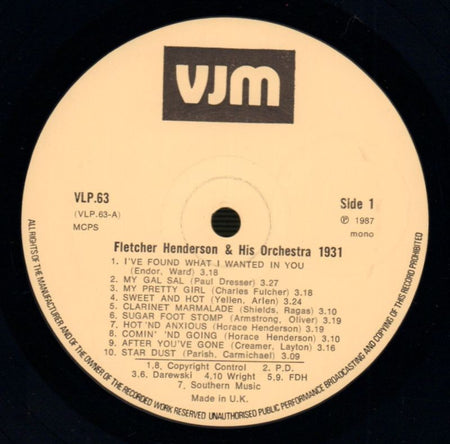 VJM
VLP.63
(VLP.63-A)
MCPS
Side 1
Ⓟ 1987
mono
Fletcher Henderson & His Orchestra 1931
1. I'VE FOUND WHAT I WANTED IN YOU
(Endor, Ward) 3.18
2. MY GAL SAL (Paul Dresser) 3.27
3. MY PRETTY GIRL (Charles Fulcher) 3.18
4. SWEET AND HOT (Yellen, Arlen) 3.24
5. CLARINET MARMALADE (Shields, Ragas) 3.10
6. SUGAR FOOT STOMP (Armstrong, Oliver) 3.19
7. HOT'ND ANXIOUS (Horace Henderson) 3.19
8. COMIN' 'ND GOING (Horace Henderson) 3.10
9. AFTER YOU'VE GONE (Creamer, Layton) 3.16
10. STAR DUST (Parish, Carmichael) 3.09
1.8. Copyright Control 2. P.D.
3.6. Darewski 4.10 Wright 5.9. FDH
7. Southern Music
Made in U.K.
ALL RIGHTS OF THE RECORDING MANUFACTURER AND OF THE OWNER OF THE RECORDED WORK RESERVED UNAUTHORISED PUBLIC PERFORMANCE BROADCASTING AND COPYING OF THIS RECORD PROHIBITED